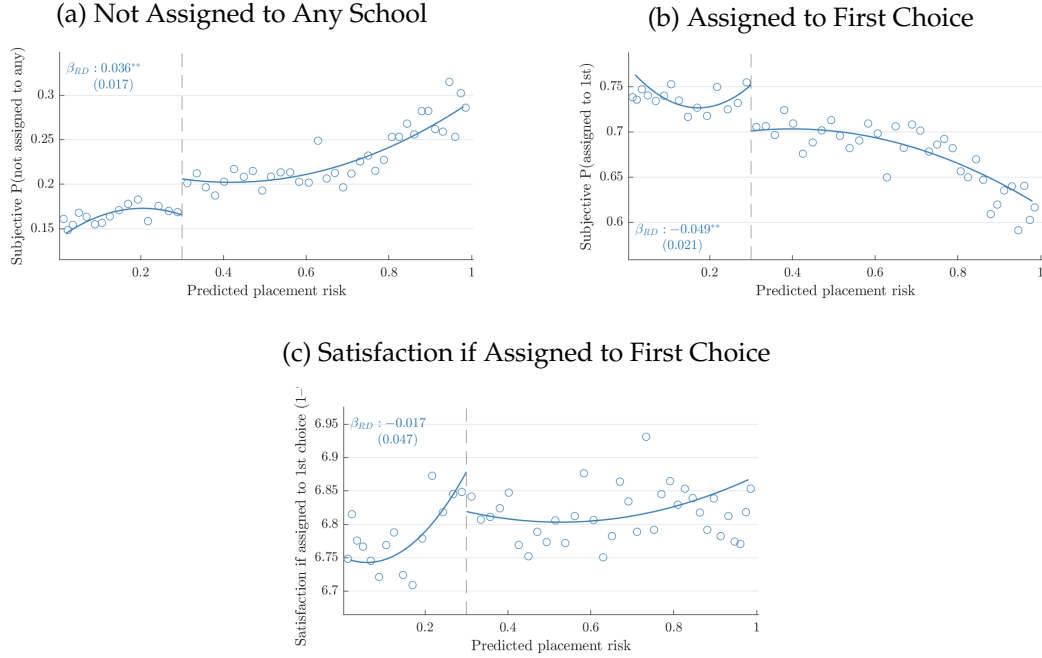 (a) Not Assigned to Any School
Subjective P(not assigned to any)
β_RD : 0.036**
(0.017)
0.3
0.25
0.2
0.15
0.2
0.4
0.6
0.8
1
Predicted placement risk
(b) Assigned to First Choice
Subjective P(assigned to 1st)
0.75
0.7
0.65
0.6
β_RD : −0.049**
(0.021)
0.2
0.4
0.6
0.8
1
Predicted placement risk
(c) Satisfaction if Assigned to First Choice
Satisfaction if assigned to 1st choice (1–
β_RD : −0.017
(0.047)
6.95
6.9
6.85
6.8
6.75
6.7
0.2
0.4
0.6
0.8
1
Predicted placement risk